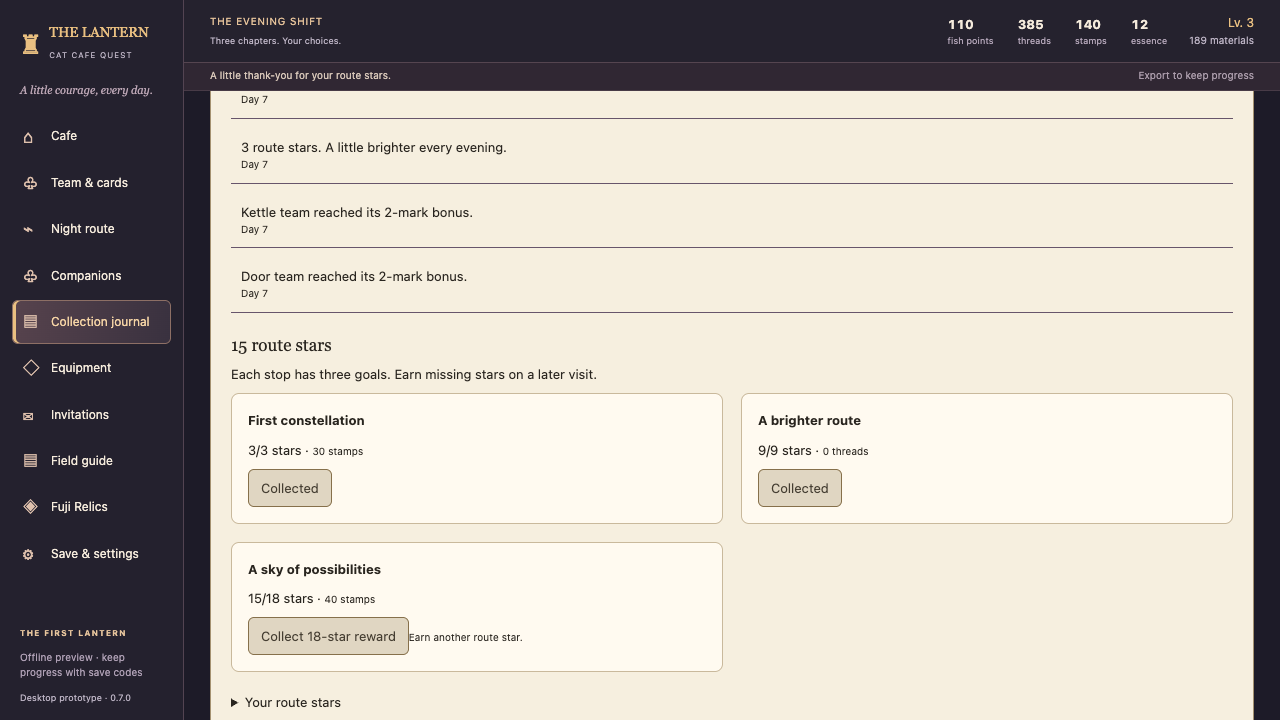 THE LANTERN
CAT CAFE QUEST
A little courage, every day.
Cafe
Team & cards
Night route
Companions
Collection journal
Equipment
Invitations
Field guide
Fuji Relics
Save & settings
THE FIRST LANTERN
Offline preview · keep
progress with save codes
Desktop prototype · 0.7.0
THE EVENING SHIFT
Three chapters. Your choices.
110
fish points
385
threads
140
stamps
12
essence
Lv. 3
189 materials
A little thank-you for your route stars.
Export to keep progress
Day 7
3 route stars. A little brighter every evening.
Day 7
Kettle team reached its 2-mark bonus.
Day 7
Door team reached its 2-mark bonus.
Day 7
15 route stars
Each stop has three goals. Earn missing stars on a later visit.
First constellation
3/3 stars · 30 stamps
Collected
A brighter route
9/9 stars · 0 threads
Collected
A sky of possibilities
15/18 stars · 40 stamps
Collect 18-star reward Earn another route star.
Your route stars